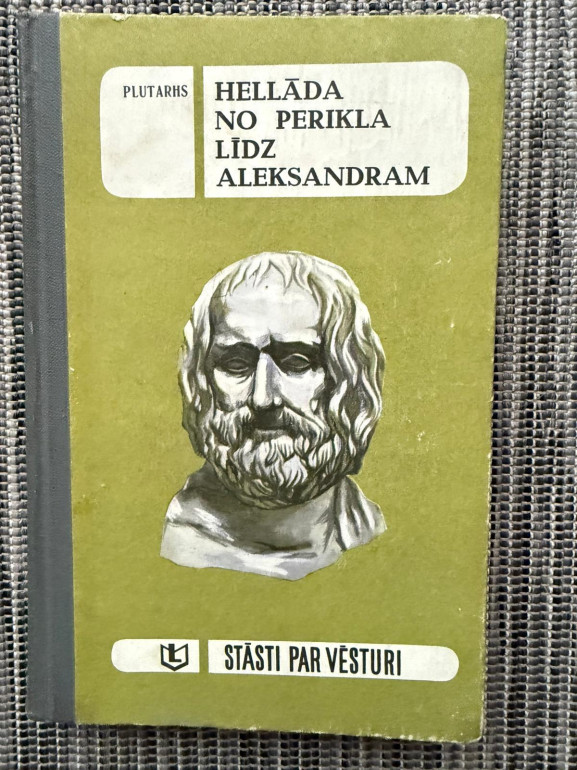 PLUTARHS
HELLĀDA
NO PERIKLA
LĪDZ
ALEKSANDRAM
L
STĀSTI PAR VĒSTURI